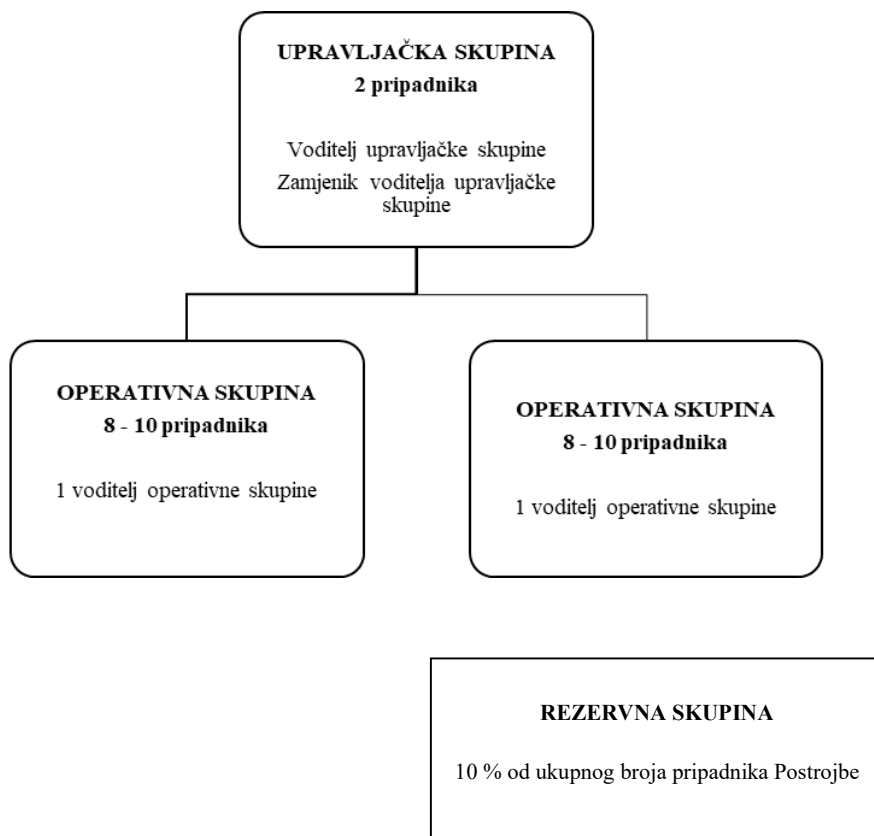 UPRAVLJAČKA SKUPINA
2 pripadnika
Voditelj upravljačke skupine
Zamjenik voditelja upravljačke
skupine
OPERATIVNA SKUPINA
8 - 10 pripadnika
1 voditelj operativne skupine
OPERATIVNA SKUPINA
8 - 10 pripadnika
1 voditelj operativne skupine
REZERVNA SKUPINA
10 % od ukupnog broja pripadnika Postrojbe